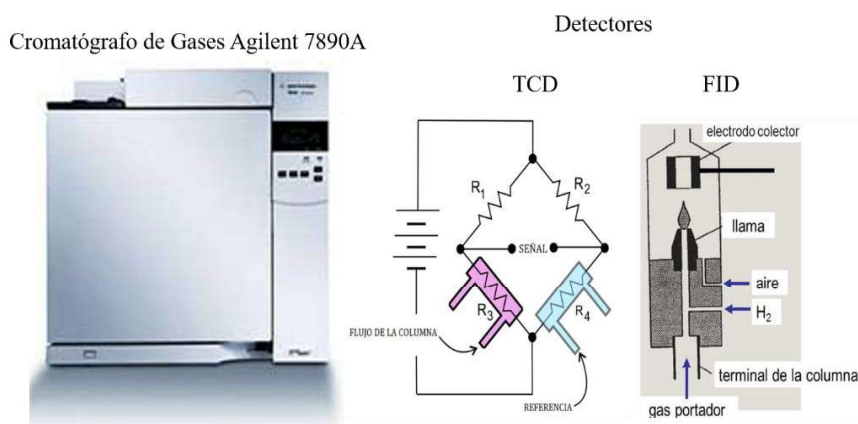 Cromatógrafo de Gases Agilent 7890A
Detectores
TCD
FID
R1
R2
SEÑAL
R3
R4
FLUJO DE LA COLUMNA
REFERENCIA
electrodo colector
llama
aire
H2
terminal de la columna
gas portador